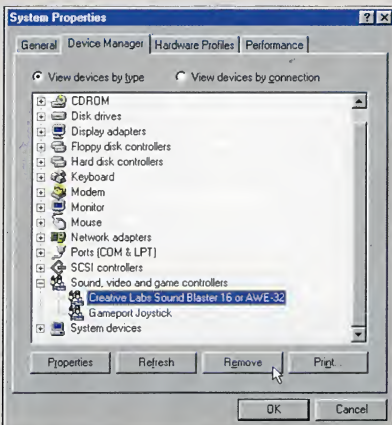 System Properties
General Device Manager Hardware Profiles Performance
View devices by type View devices by connection
CDROM
Disk drives
Display adapters
Floppy disk controllers
Hard disk controllers
Keyboard
Modem
Monitor
Mouse
Network adapters
Ports (COM & LPT)
SCSI controllers
Sound, video and game controllers
Creative Labs Sound Blaster 16 or AWE-32
Gameport Joystick
System devices
Properties Refresh Remove Print...
OK Cancel